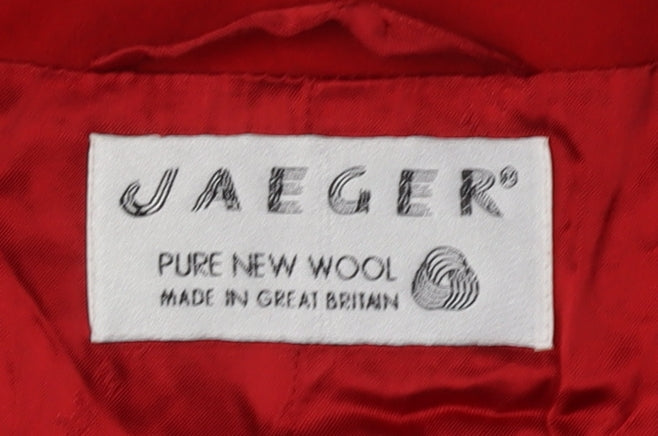 JAEGER®
PURE NEW WOOL
MADE IN GREAT BRITAIN